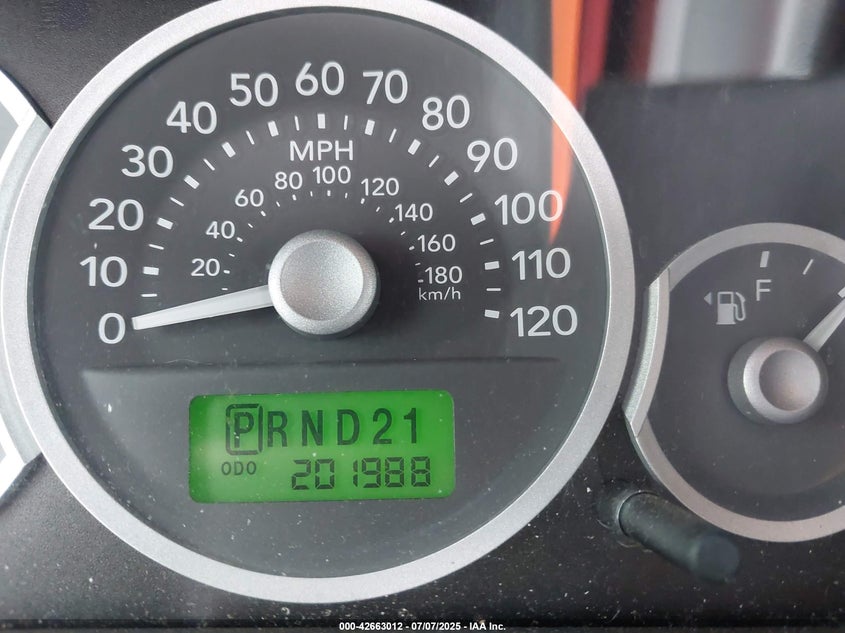 0 10 20 30 40 50 60 70 80 90 100 110 120
MPH
20 40 60 80 100 120 140 160 180
km/h
F
PRND21
ODO 201988
000-42663012 - 07/07/2025 - IAA Inc.